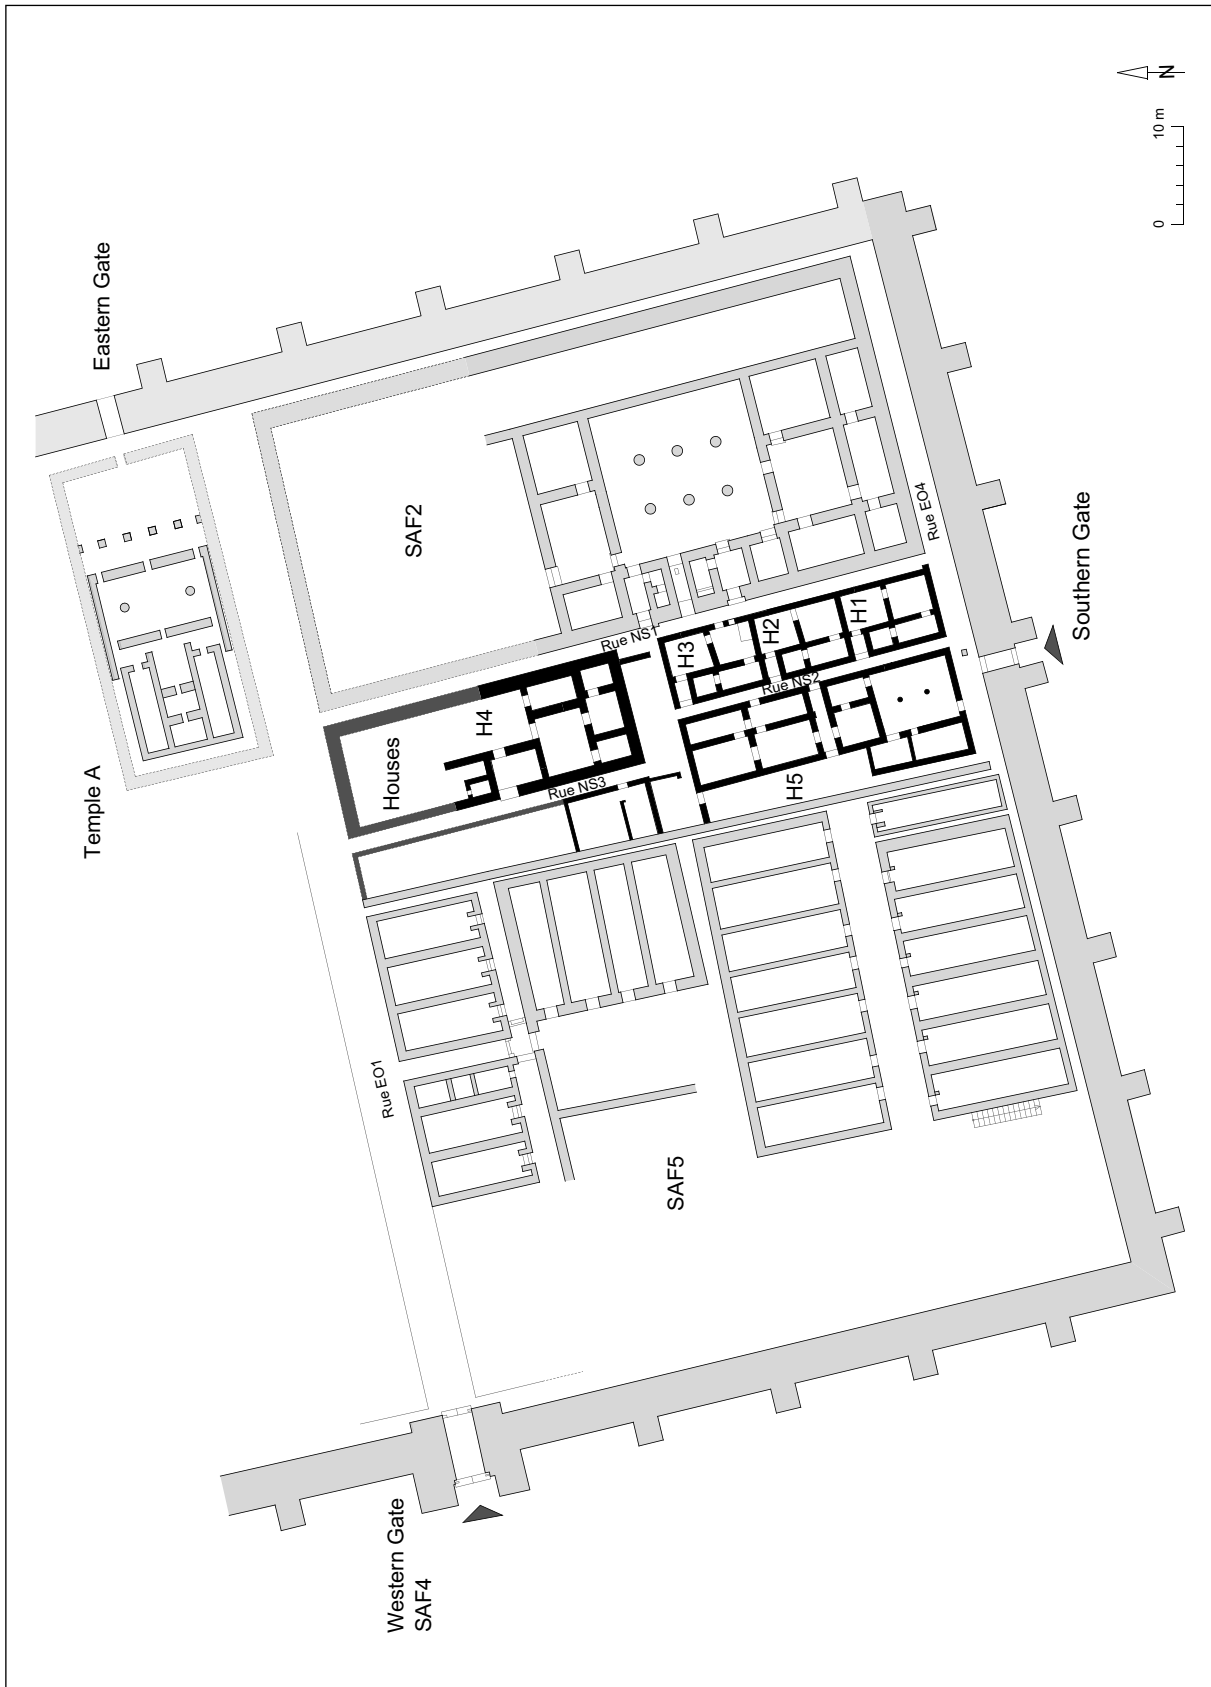 N
0
10 m
Eastern Gate
Temple A
SAF2
Rue EO4
Southern Gate
Rue NS1
H3
H2
H1
Rue NS2
H4
Houses
Rue NS3
H5
Rue EO1
SAF5
Western Gate
SAF4